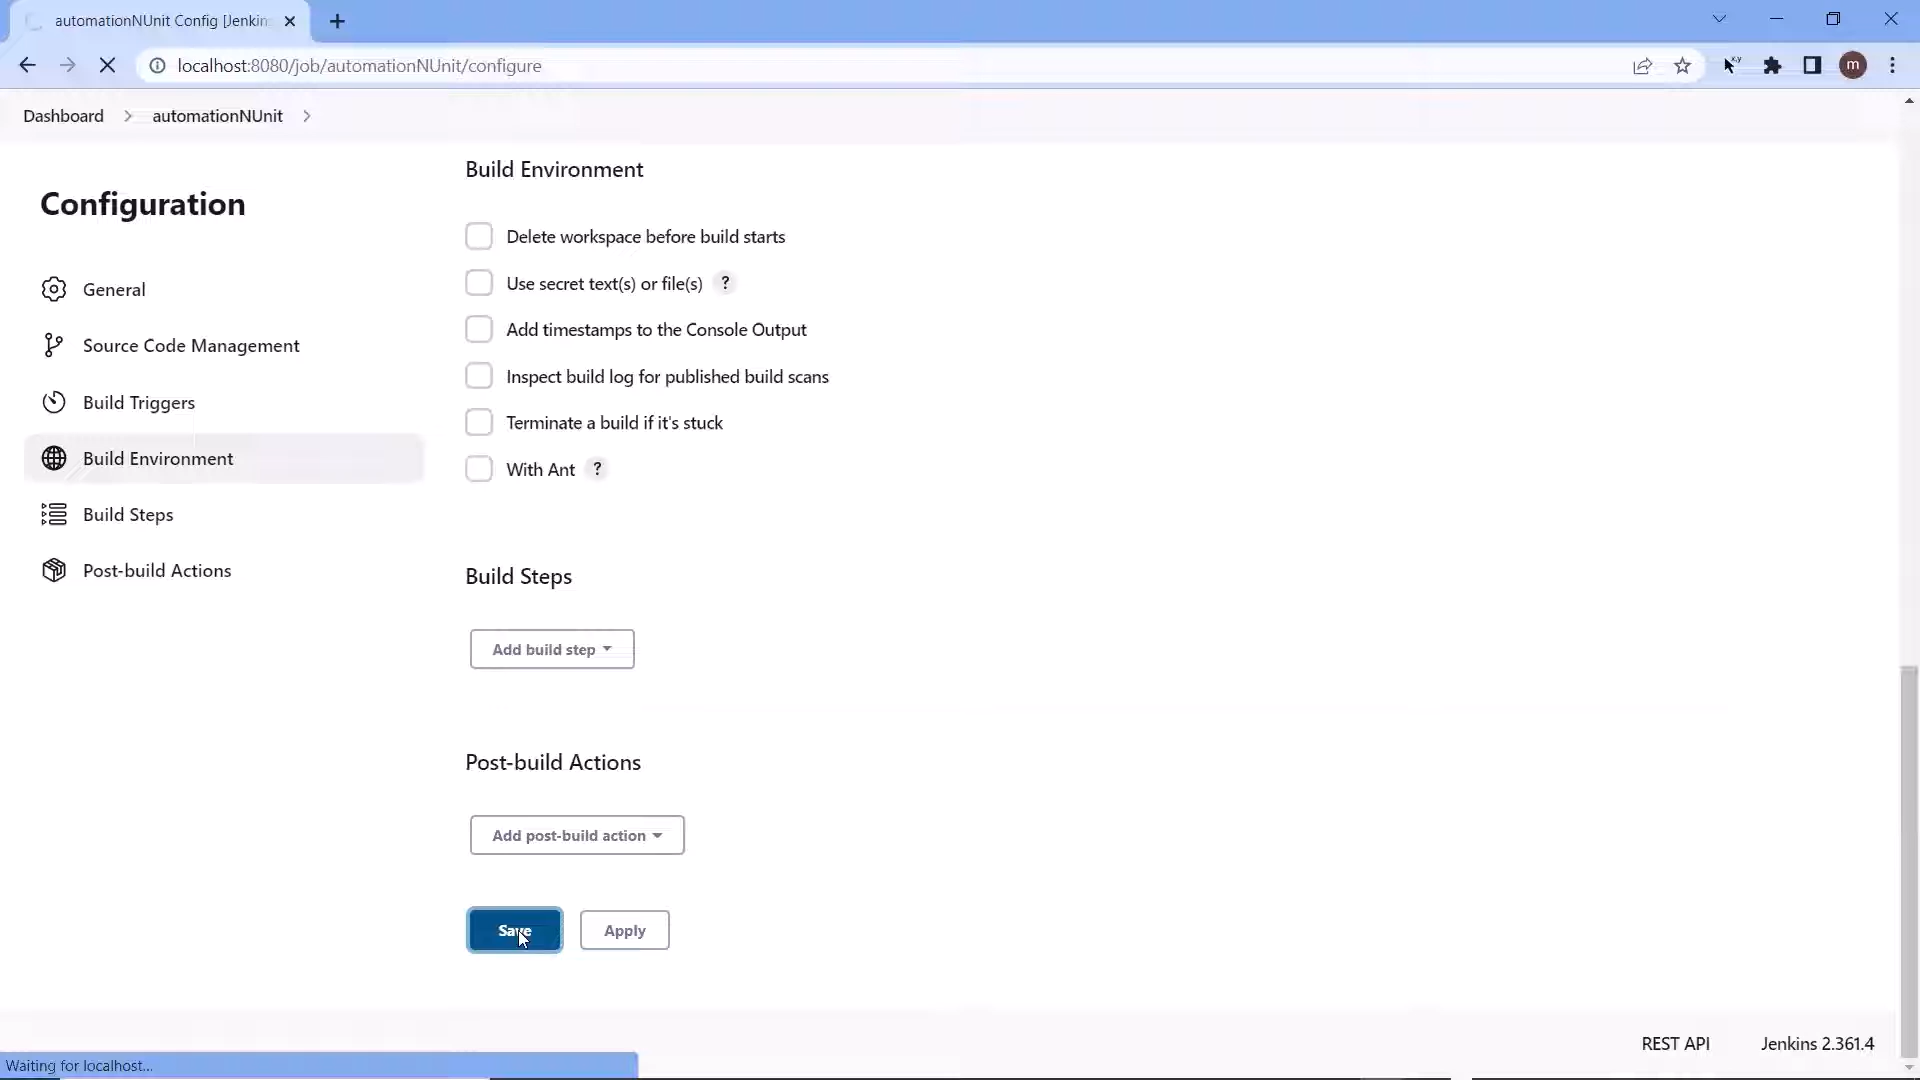 automationNUnit Config [Jenkin
localhost:8080/job/automationNUnit/configure
x,y
m
Dashboard
automationNUnit
Configuration
General
Source Code Management
Build Triggers
Build Environment
Build Steps
Post-build Actions
Build Environment
Delete workspace before build starts
Use secret text(s) or file(s) ?
Add timestamps to the Console Output
Inspect build log for published build scans
Terminate a build if it's stuck
With Ant ?
Build Steps
Add build step
Post-build Actions
Add post-build action
Save
Apply
REST API
Jenkins 2.361.4
Waiting for localhost...